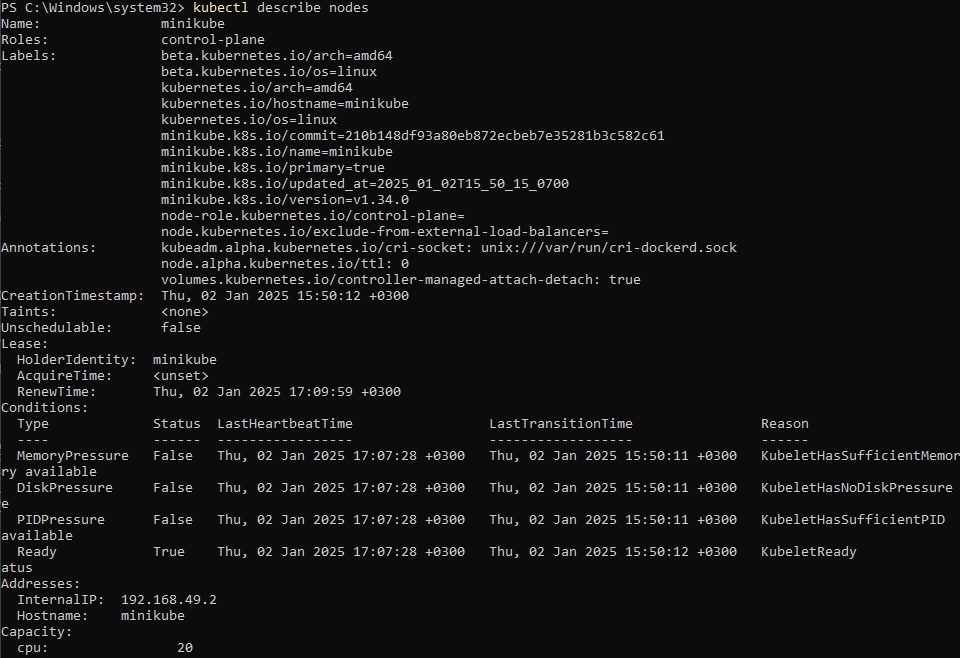 PS C:\Windows\system32> kubectl describe nodes
Name:               minikube
Roles:              control-plane
Labels:             beta.kubernetes.io/arch=amd64
                    beta.kubernetes.io/os=linux
                    kubernetes.io/arch=amd64
                    kubernetes.io/hostname=minikube
                    kubernetes.io/os=linux
                    minikube.k8s.io/commit=210b148df93a80eb872ecbeb7e35281b3c582c61
                    minikube.k8s.io/name=minikube
                    minikube.k8s.io/primary=true
                    minikube.k8s.io/updated_at=2025_01_02T15_50_15_0700
                    minikube.k8s.io/version=v1.34.0
                    node-role.kubernetes.io/control-plane=
                    node.kubernetes.io/exclude-from-external-load-balancers=
Annotations:        kubeadm.alpha.kubernetes.io/cri-socket: unix:///var/run/cri-dockerd.sock
                    node.alpha.kubernetes.io/ttl: 0
                    volumes.kubernetes.io/controller-managed-attach-detach: true
CreationTimestamp:  Thu, 02 Jan 2025 15:50:12 +0300
Taints:             <none>
Unschedulable:      false
Lease:
  HolderIdentity:  minikube
  AcquireTime:     <unset>
  RenewTime:       Thu, 02 Jan 2025 17:09:59 +0300
Conditions:
  Type             Status  LastHeartbeatTime                 LastTransitionTime                Reason
  ----             ------  -----------------                 ------------------                ------
  MemoryPressure   False   Thu, 02 Jan 2025 17:07:28 +0300   Thu, 02 Jan 2025 15:50:11 +0300   KubeletHasSufficientMemor
ry available
  DiskPressure     False   Thu, 02 Jan 2025 17:07:28 +0300   Thu, 02 Jan 2025 15:50:11 +0300   KubeletHasNoDiskPressure
e
  PIDPressure      False   Thu, 02 Jan 2025 17:07:28 +0300   Thu, 02 Jan 2025 15:50:11 +0300   KubeletHasSufficientPID
available
  Ready            True    Thu, 02 Jan 2025 17:07:28 +0300   Thu, 02 Jan 2025 15:50:12 +0300   KubeletReady
atus
Addresses:
  InternalIP:  192.168.49.2
  Hostname:    minikube
Capacity:
  cpu:                20